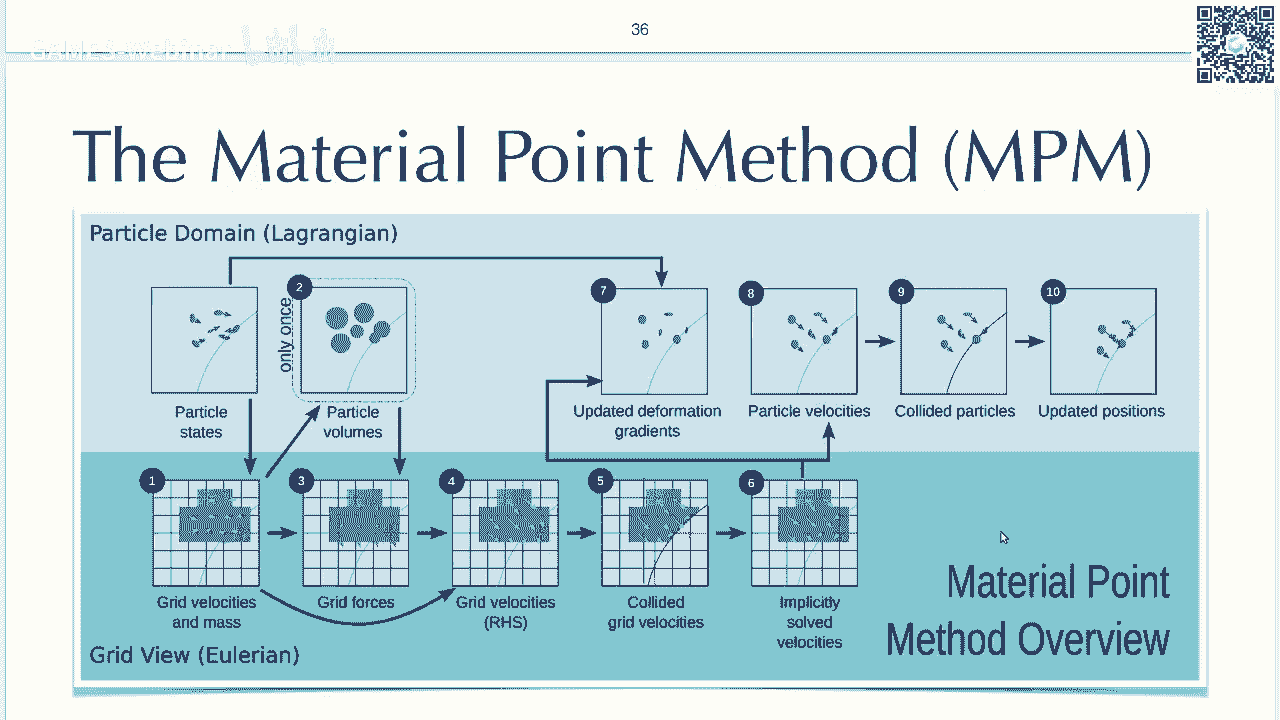 36
GAMES-Webinar
The Material Point Method (MPM)
Particle Domain (Lagrangian)
only once
2
7
8
9
10
Particle
states
Particle
volumes
Updated deformation
gradients
Particle velocities
Collided particles
Updated positions
1
3
4
5
6
Grid velocities
and mass
Grid forces
Grid velocities
(RHS)
Collided
grid velocities
Implicitly
solved
velocities
Material Point
Method Overview
Grid View (Eulerian)